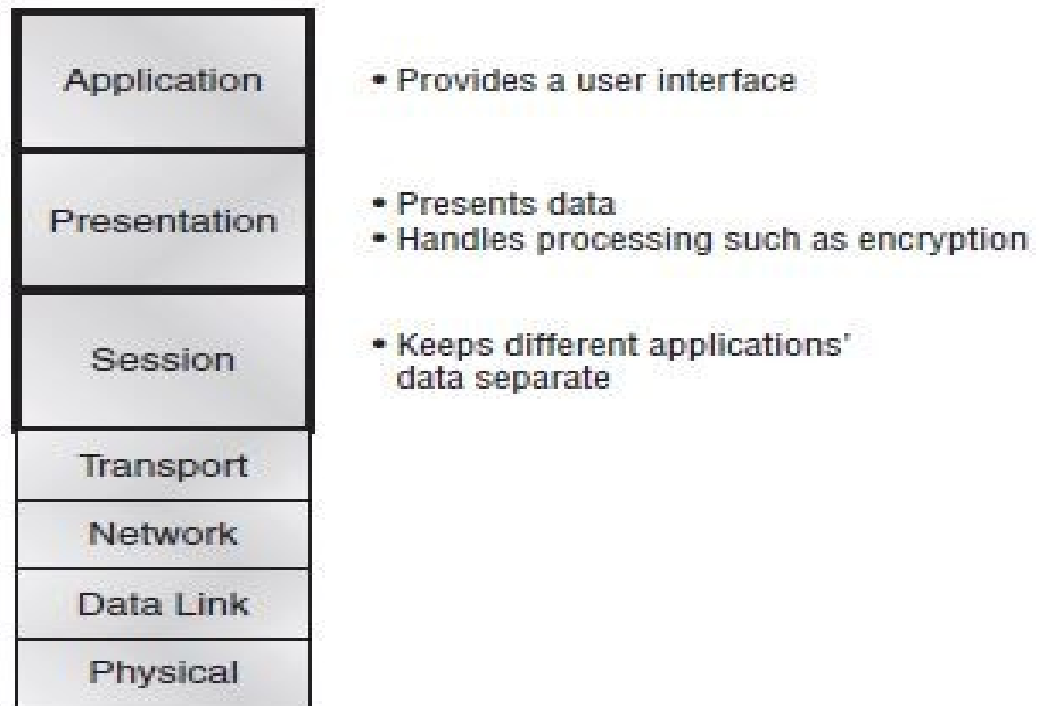 Application
• Provides a user interface
Presentation
• Presents data
• Handles processing such as encryption
Session
• Keeps different applications'
data separate
Transport
Network
Data Link
Physical